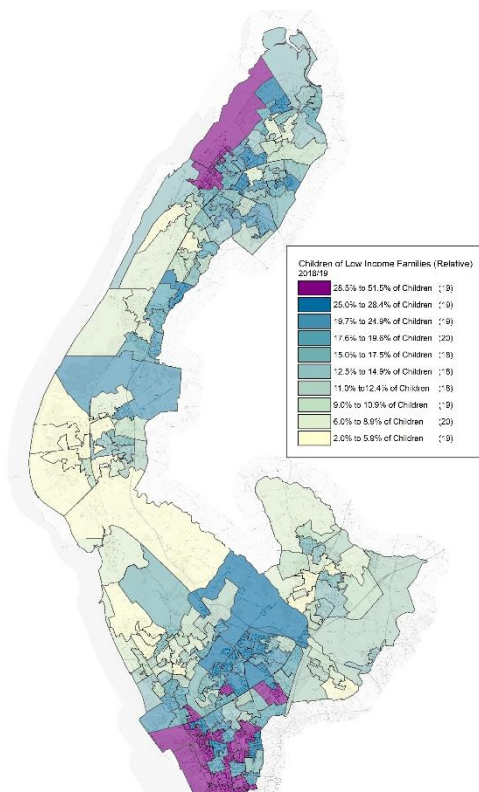 Children of Low Income Families (Relative)
2018/19
28.5% to 51.5% of Children (19)
25.0% to 28.4% of Children (19)
19.7% to 24.9% of Children (19)
17.6% to 19.6% of Children (20)
15.0% to 17.5% of Children (18)
12.5% to 14.9% of Children (18)
11.0% to 12.4% of Children (18)
9.0% to 10.9% of Children (19)
6.0% to 8.9% of Children (20)
2.0% to 5.9% of Children (19)